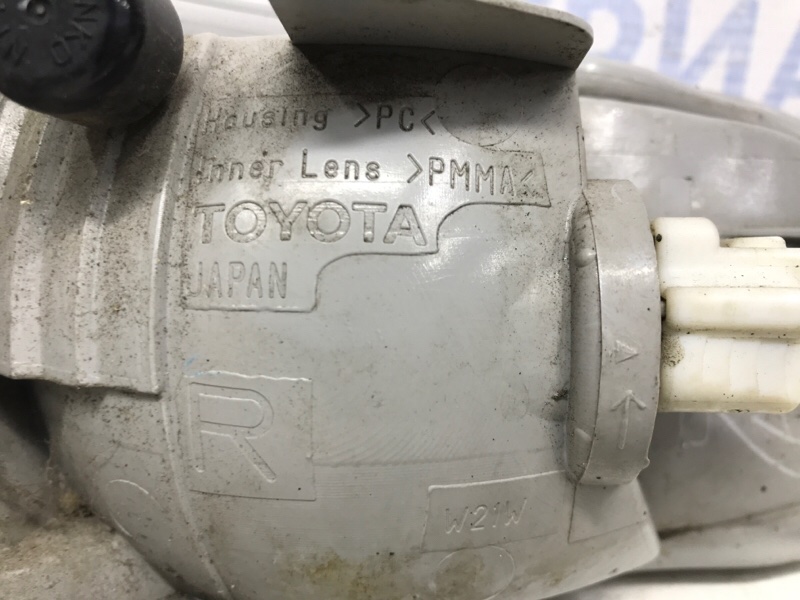 Housing >PC<
Inner Lens >PMMA<
TOYOTA
JAPAN
R
W21W